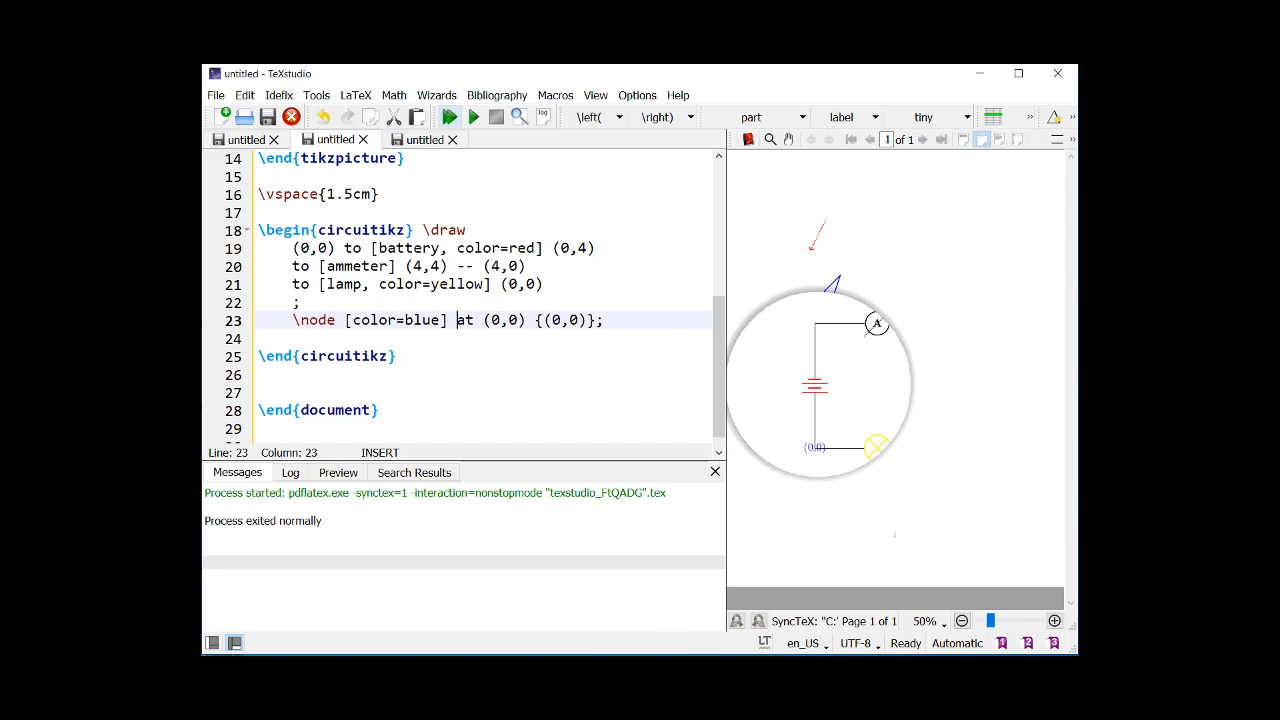 untitled - TeXstudio
File Edit Idefix Tools LaTeX Math Wizards Bibliography Macros View Options Help
log \left( \right) part label tiny
untitled untitled untitled
1 of 1
14 \end{tikzpicture}
15
16 \vspace{1.5cm}
17
18 \begin{circuitikz} \draw
19 (0,0) to [battery, color=red] (0,4)
20 to [ammeter] (4,4) -- (4,0)
21 to [lamp, color=yellow] (0,0)
22 ;
23 \node [color=blue] at (0,0) {(0,0)};
24
25 \end{circuitikz}
26
27
28 \end{document}
29
A
(0,0)
Line: 23 Column: 23 INSERT
Messages Log Preview Search Results
Process started: pdflatex.exe -synctex=1 -interaction=nonstopmode "texstudio_FtQADG".tex
Process exited normally
SyncTeX: "C:' Page 1 of 1 50%
LT en_US UTF-8 Ready Automatic 1 2 3